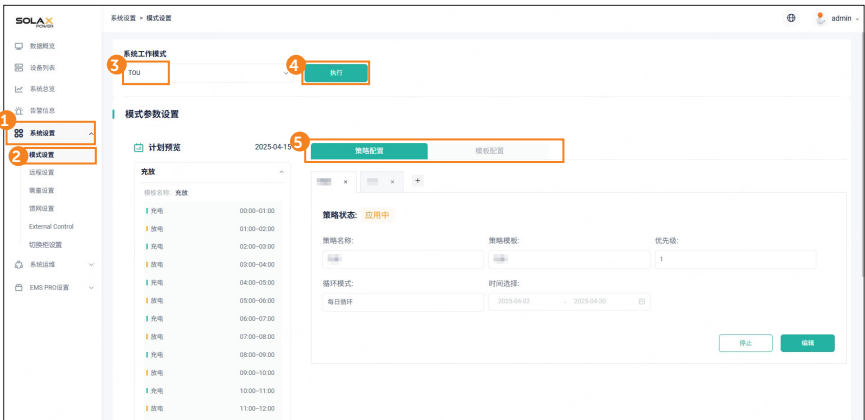 SOLAX
POWER
系统设置 > 模式设置
admin
数据概览
设备列表
系统总览
告警信息
1
系统设置
2
模式设置
远程设置
需量设置
馈网设置
External Control
切换柜设置
系统运维
EMS PRO设置
系统工作模式
3
TOU
4
执行
模式参数设置
计划预览
2025-04-15
充放
模板名称 充放
充电 00:00~01:00
放电 01:00~02:00
充电 02:00~03:00
放电 03:00~04:00
充电 04:00~05:00
放电 05:00~06:00
充电 06:00~07:00
放电 07:00~08:00
充电 08:00~09:00
放电 09:00~10:00
充电 10:00~11:00
放电 11:00~12:00
5
策略配置
模板配置
× × +
策略状态: 应用中
策略名称: 策略模板: 优先级:
1
循环模式: 时间选择:
每日循环 2025-04-02 → 2025-04-30
停止 编辑